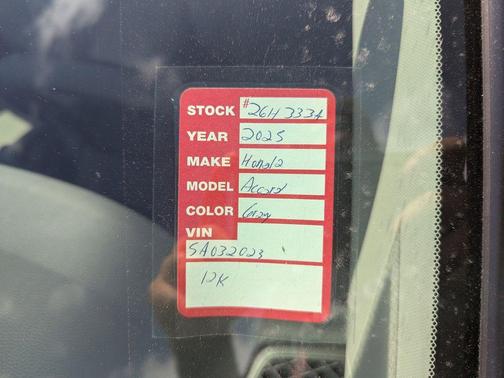 STOCK #26H333A
YEAR 2025
MAKE Honda
MODEL Accord
COLOR Gray
VIN
SA032023
12K